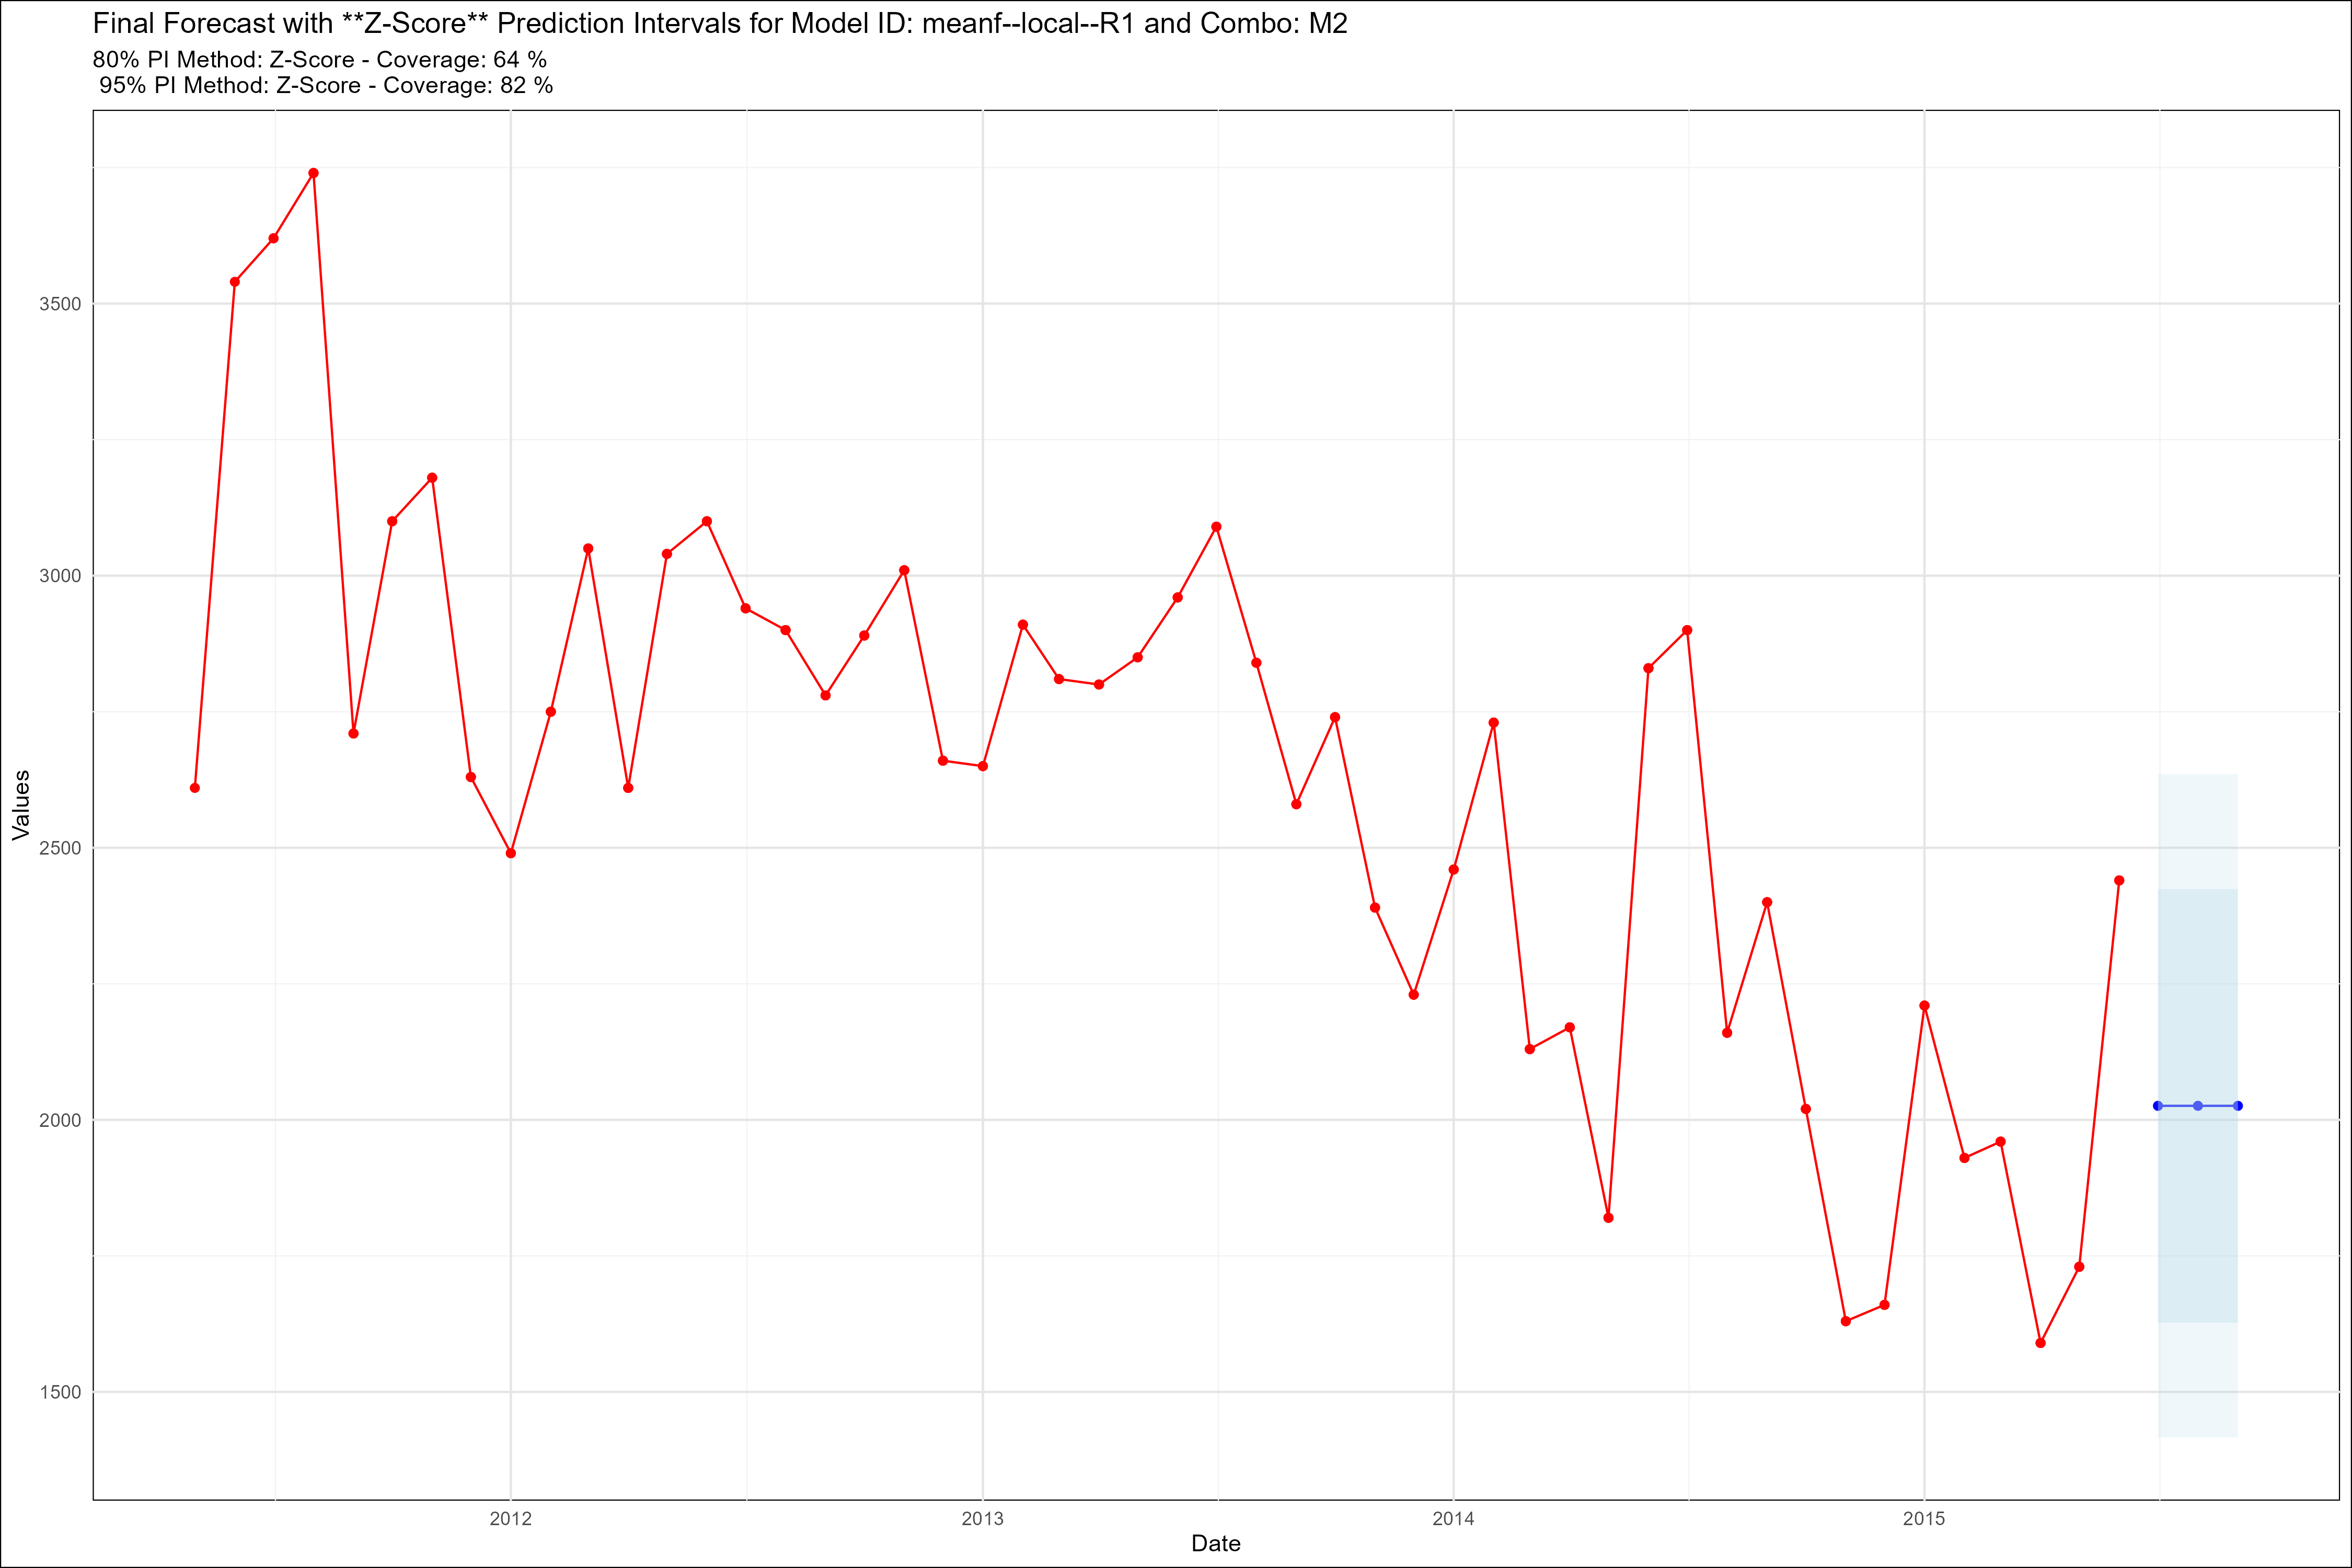 Final Forecast with **Z-Score** Prediction Intervals for Model ID: meanf--local--R1 and Combo: M2
80% PI Method: Z-Score - Coverage: 64 %
95% PI Method: Z-Score - Coverage: 82 %
3500
3000
2500
2000
1500
Values
2012
2013
2014
2015
Date